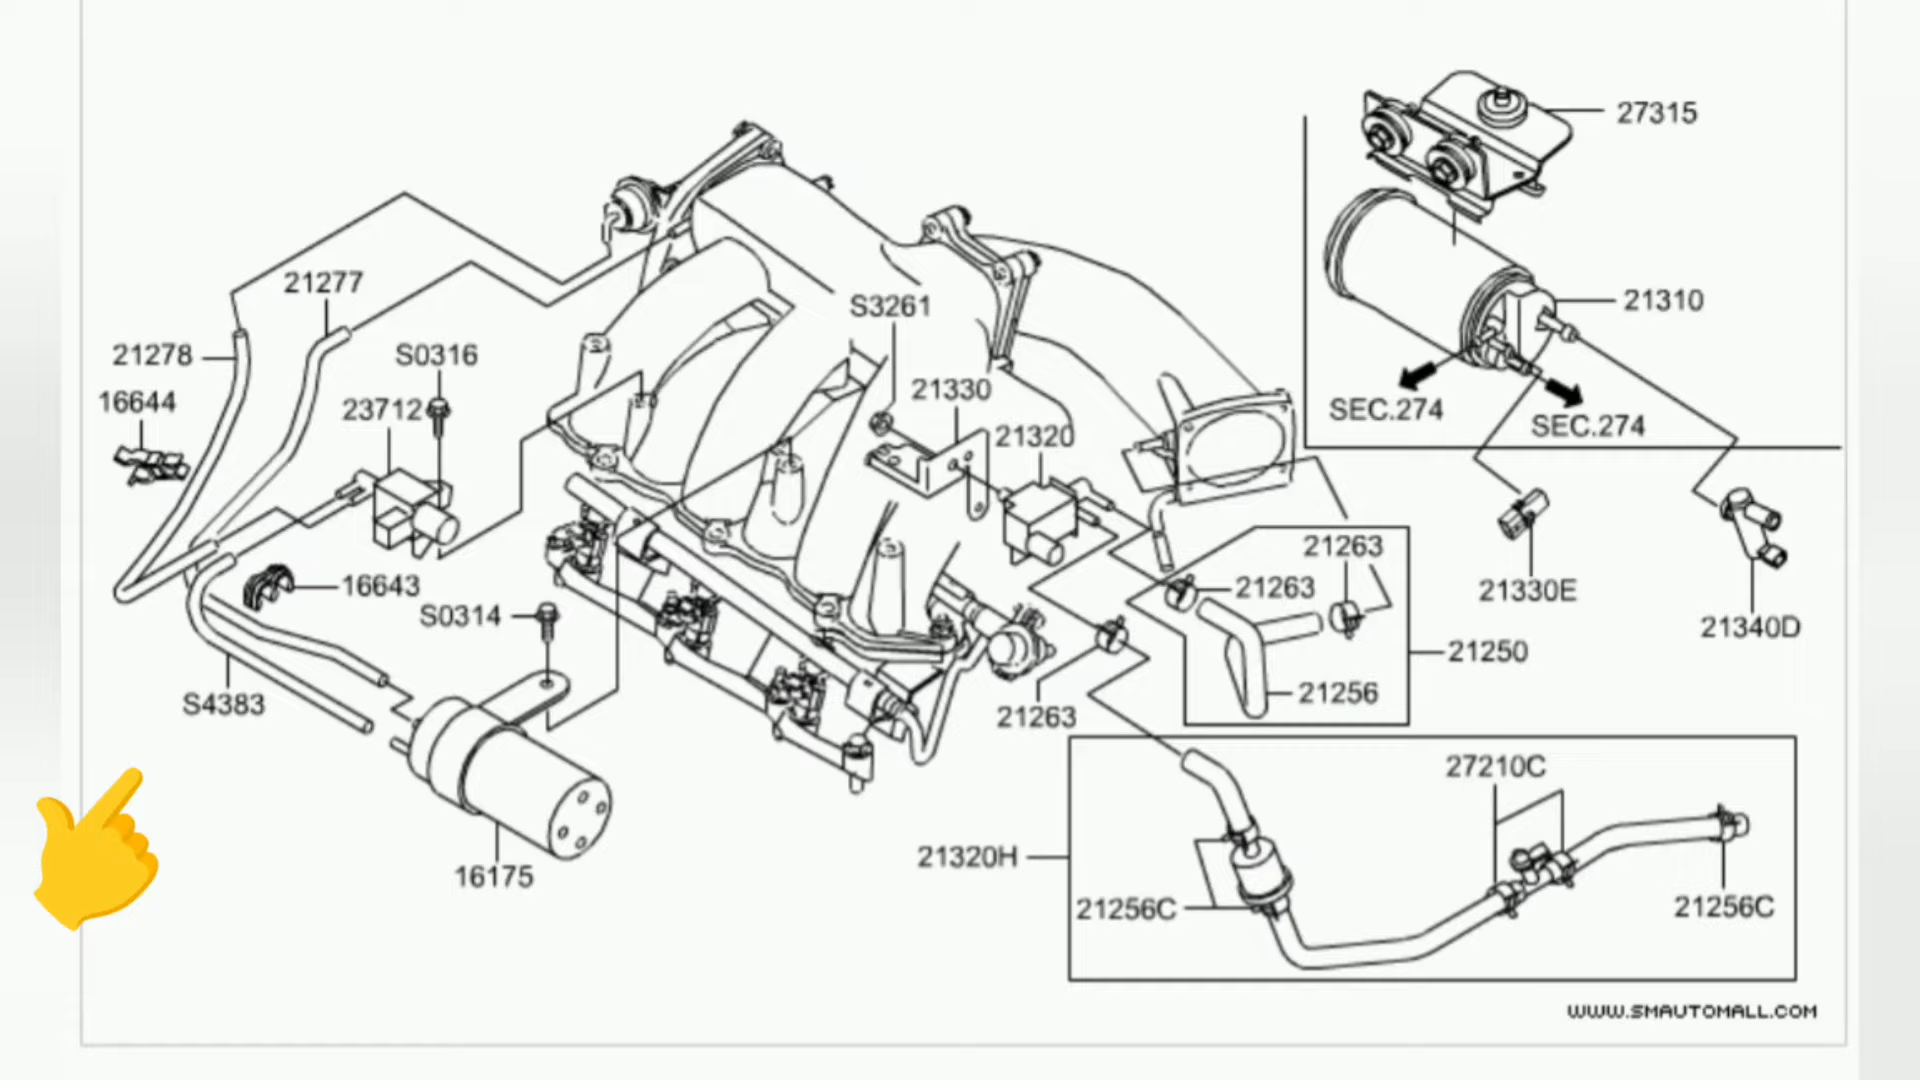 27315
21277
21310
S3261
21278
S0316
21330
16644
23712
SEC.274
SEC.274
21320
21263
16643
21263
21330E
S0314
21340D
21250
21256
S4383
21263
27210C
21320H
16175
21256C
21256C
WWW.SMAUTOMALL.COM